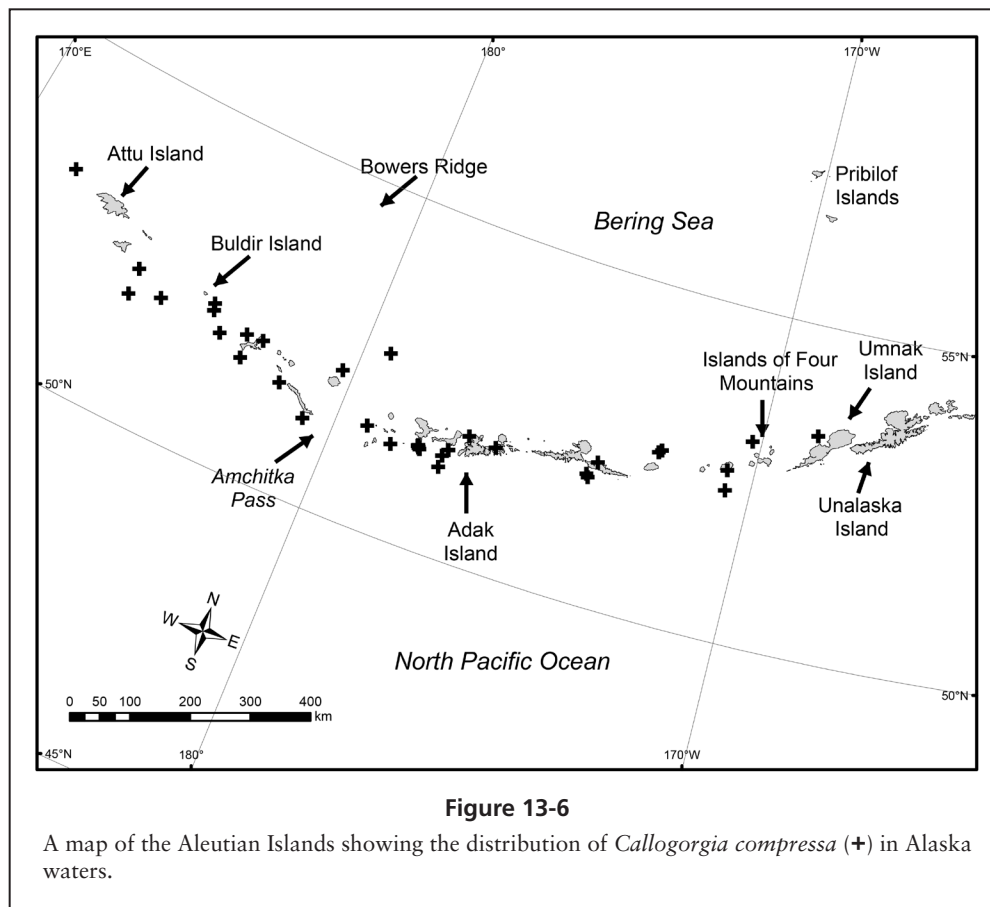 170°E
180°
170°W
Attu Island
Bowers Ridge
Pribilof
Islands
Bering Sea
Buldir Island
55°N
Islands of Four
Mountains
Umnak
Island
50°N
Amchitka
Pass
Adak
Island
Unalaska
Island
N
W
E
S
North Pacific Ocean
50°N
0 50 100 200 300 400
km
45°N
180°
170°W
Figure 13-6
A map of the Aleutian Islands showing the distribution of Callogorgia compressa (+) in Alaska
waters.